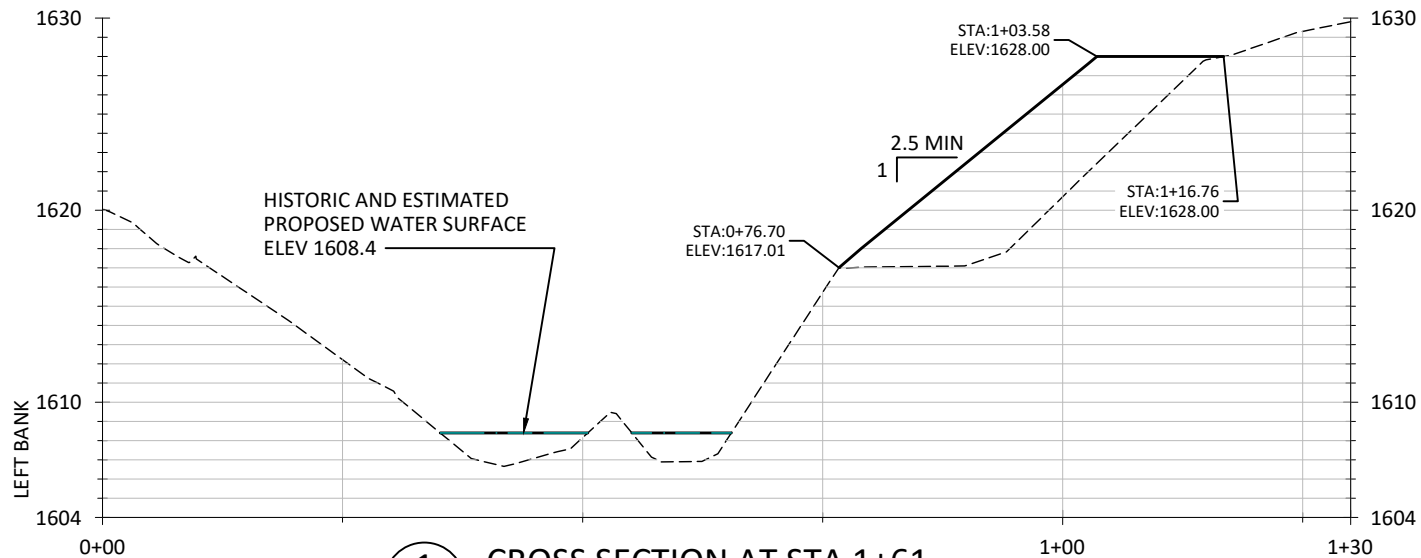 1630
1630
STA:1+03.58
ELEV:1628.00
2.5 MIN
1
HISTORIC AND ESTIMATED
PROPOSED WATER SURFACE
ELEV 1608.4
STA:1+16.76
ELEV:1628.00
1620
1620
STA:0+76.70
ELEV:1617.01
1610
1610
LEFT BANK
1604
1604
0+00
1+00
1+30
1 CROSS SECTION AT STA 1+61